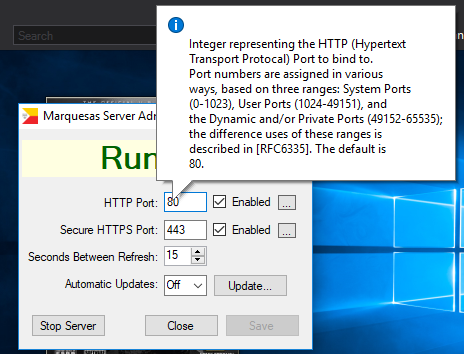 Search
Integer representing the HTTP (Hypertext
Transport Protocal) Port to bind to.
Port numbers are assigned in various
ways, based on three ranges: System Ports
(0-1023), User Ports (1024-49151), and
the Dynamic and/or Private Ports (49152-65535);
the difference uses of these ranges is
described in [RFC6335]. The default is
80.
Marquesas Server Adr
Run
HTTP Port: 80 Enabled ...
Secure HTTPS Port: 443 Enabled ...
Seconds Between Refresh: 15
Automatic Updates: Off Update...
Stop Server Close Save